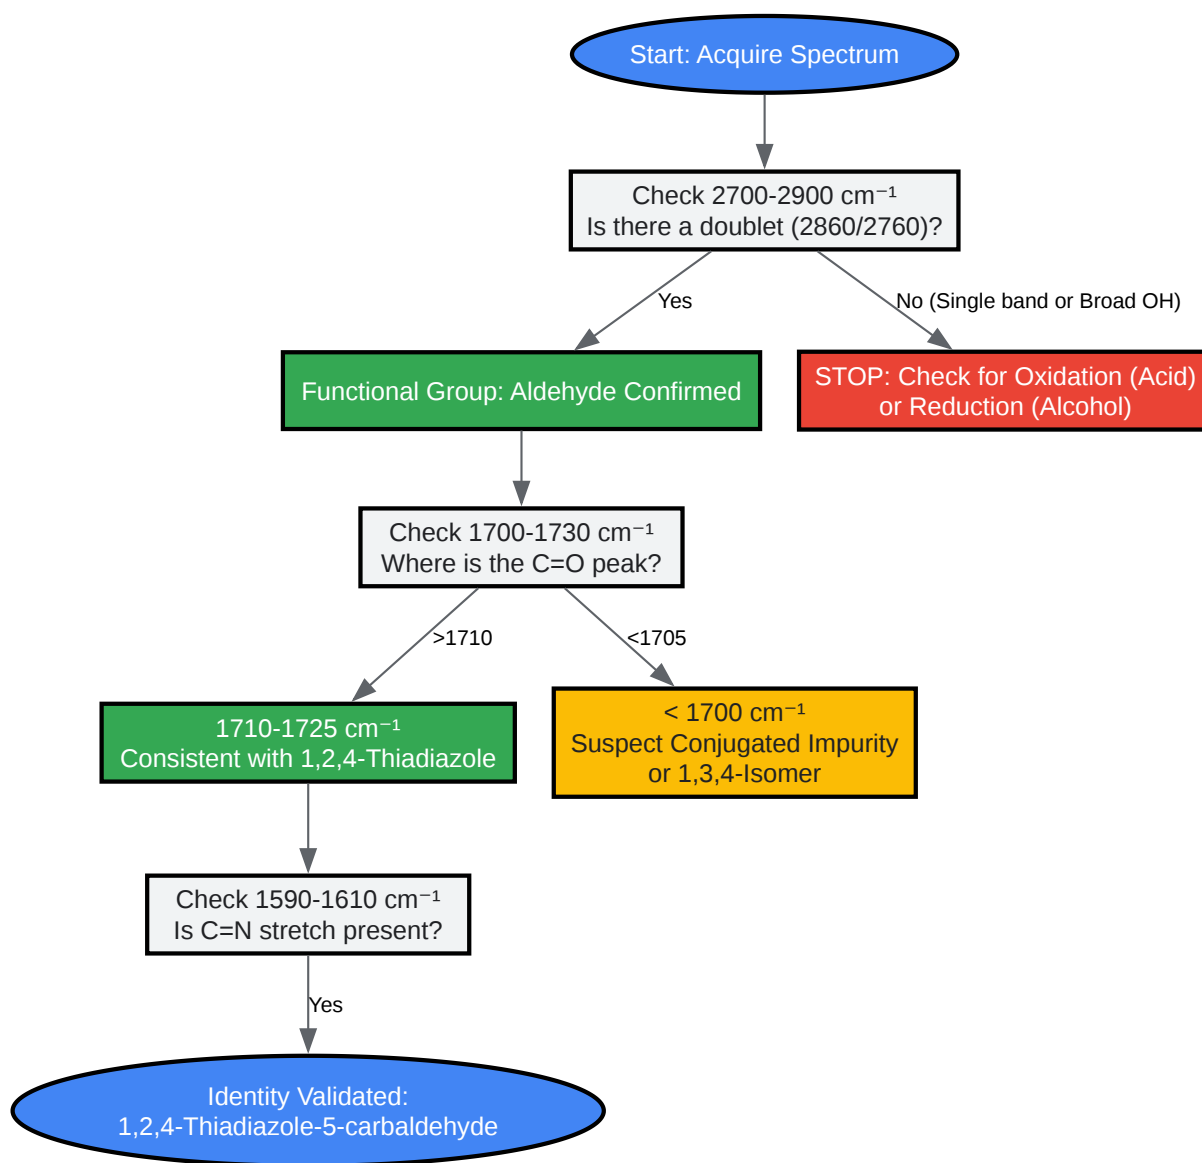 Start: Acquire Spectrum
Check 2700-2900 cm⁻¹
Is there a doublet (2860/2760)?
Yes
No (Single band or Broad OH)
Functional Group: Aldehyde Confirmed
STOP: Check for Oxidation (Acid)
or Reduction (Alcohol)
Check 1700-1730 cm⁻¹
Where is the C=O peak?
>1710
<1705
1710-1725 cm⁻¹
Consistent with 1,2,4-Thiadiazole
< 1700 cm⁻¹
Suspect Conjugated Impurity
or 1,3,4-Isomer
Check 1590-1610 cm⁻¹
Is C=N stretch present?
Yes
Identity Validated:
1,2,4-Thiadiazole-5-carbaldehyde